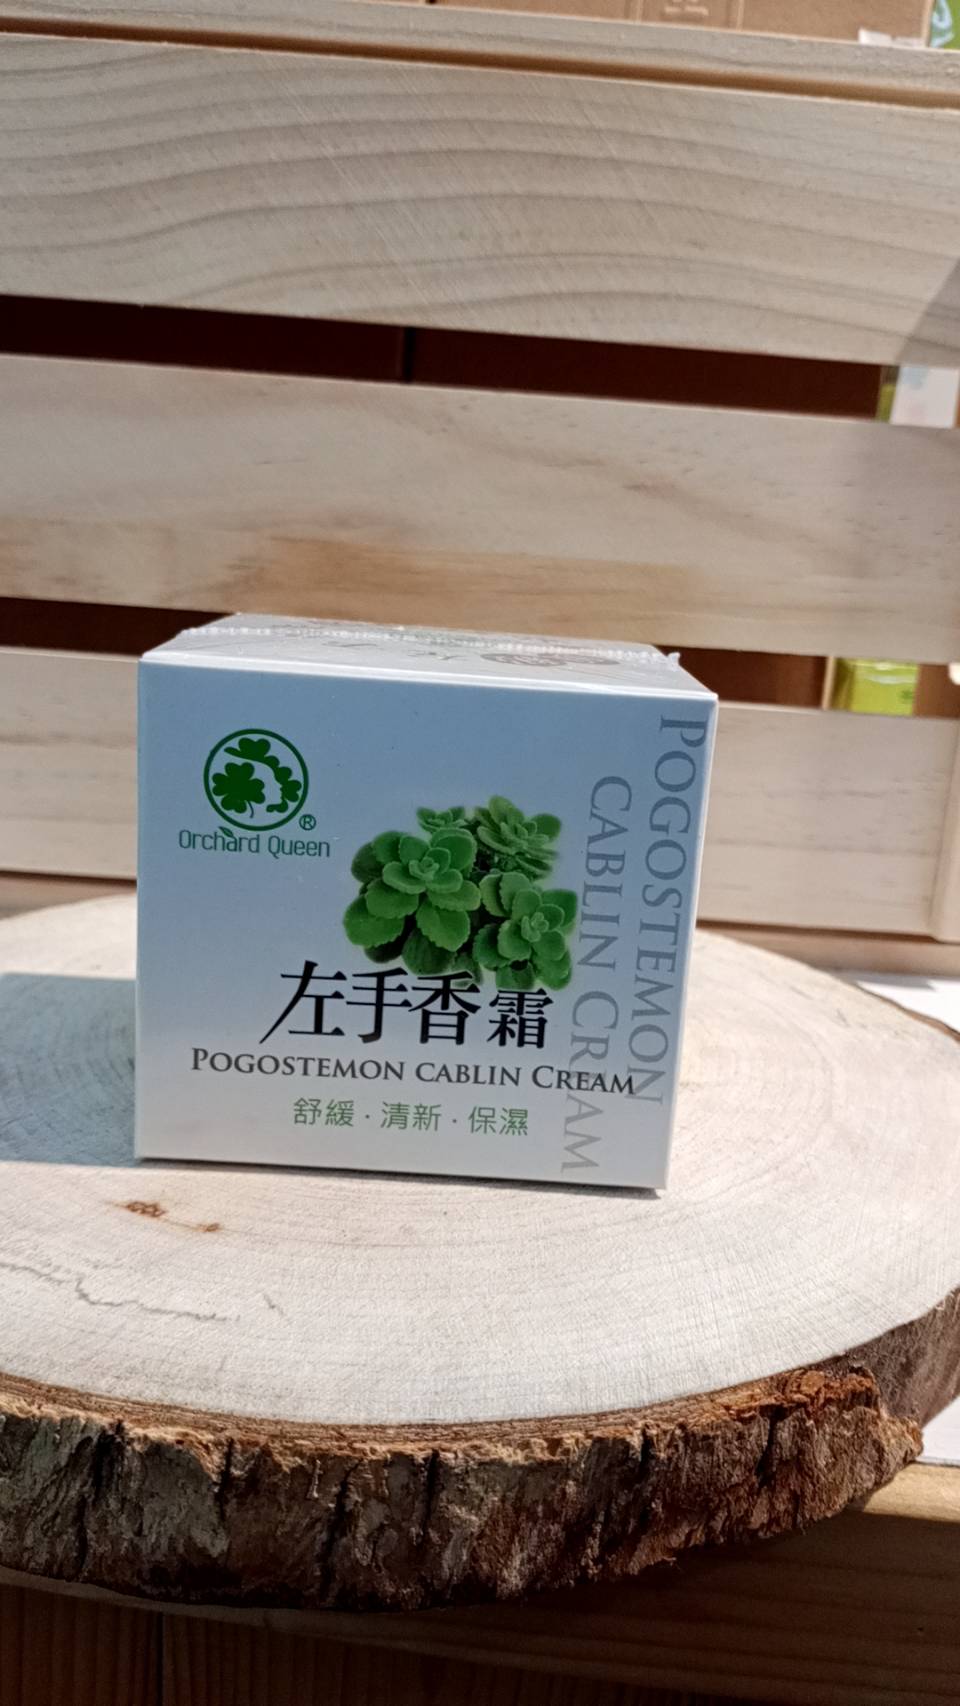 Orchard Queen
®
左手香霜
POGOSTEMON CABLIN CREAM
舒緩·清新·保濕
POGOSTEMON
CABLIN CREAM